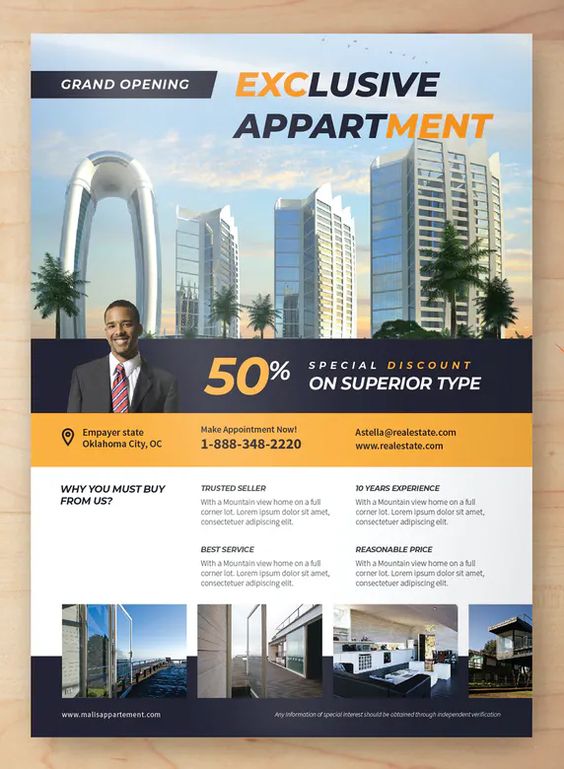 GRAND OPENING
EXCLUSIVE
APPARTMENT
50%
SPECIAL DISCOUNT
ON SUPERIOR TYPE
Empayer state
Oklahoma City, OC
Make Appointment Now!
1-888-348-2220
Astella@realestate.com
www.realestate.com
WHY YOU MUST BUY
FROM US?
TRUSTED SELLER
With a Mountain view home on a full
corner lot. Lorem ipsum dolor sit amet,
consectetuer adipiscing elit.
10 YEARS EXPERIENCE
With a Mountain view home on a full
corner lot. Lorem ipsum dolor sit amet,
consectetuer adipiscing elit.
BEST SERVICE
With a Mountain view home on a full
corner lot. Lorem ipsum dolor sit amet,
consectetuer adipiscing elit.
REASONABLE PRICE
With a Mountain view home on a full
corner lot. Lorem ipsum dolor sit amet,
consectetuer adipiscing elit.
www.malisappartement.com
Any Information of special interest should be obtained through independent verification